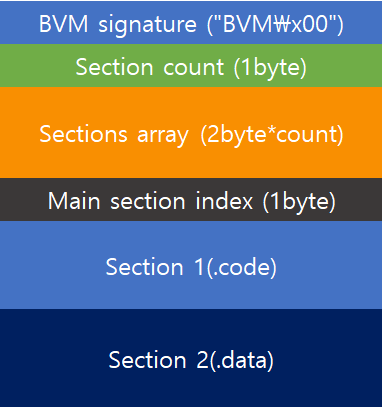 BVM signature ("BVM₩x00")
Section count (1byte)
Sections array (2byte*count)
Main section index (1byte)
Section 1(.code)
Section 2(.data)